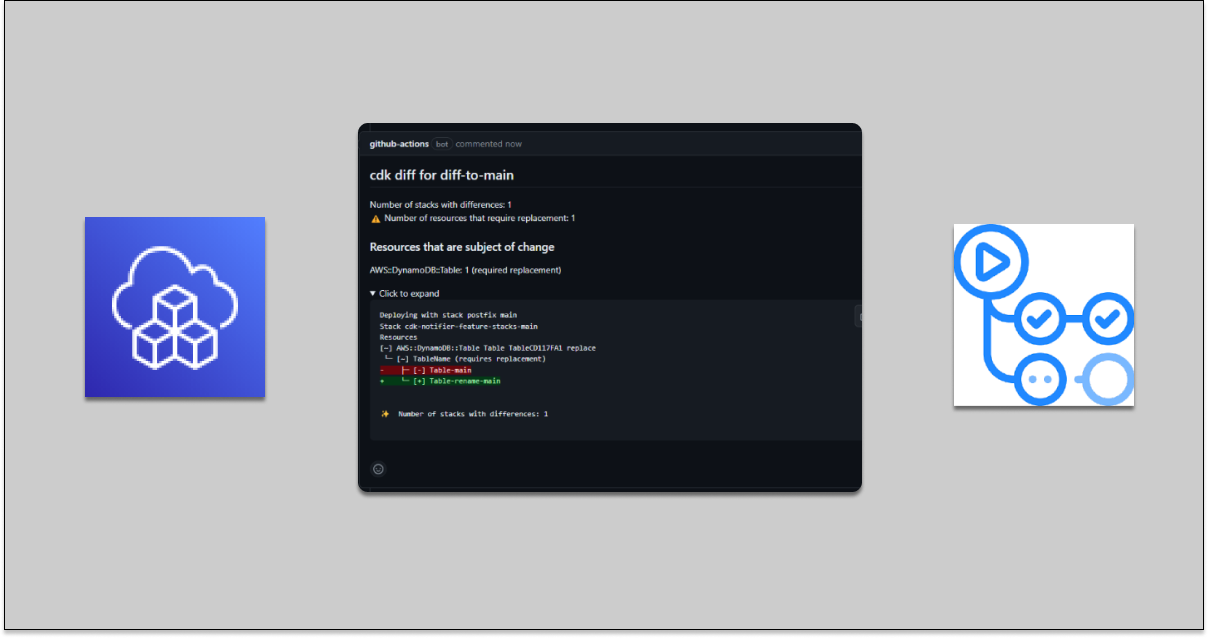 github-actions bot commented now
cdk diff for diff-to-main
Number of stacks with differences: 1
⚠ Number of resources that require replacement: 1
Resources that are subject of change
AWS::DynamoDB::Table: 1 (required replacement)
▼ Click to expand
Deploying with stack postfix main
Stack cdk-notifier-feature-stacks-main
Resources
[~] AWS::DynamoDB::Table Table TableCD117FA1 replace
└─ [~] TableName (requires replacement)
- ├─ [-] Table-main
+ └─ [+] Table-rename-main
✨ Number of stacks with differences: 1